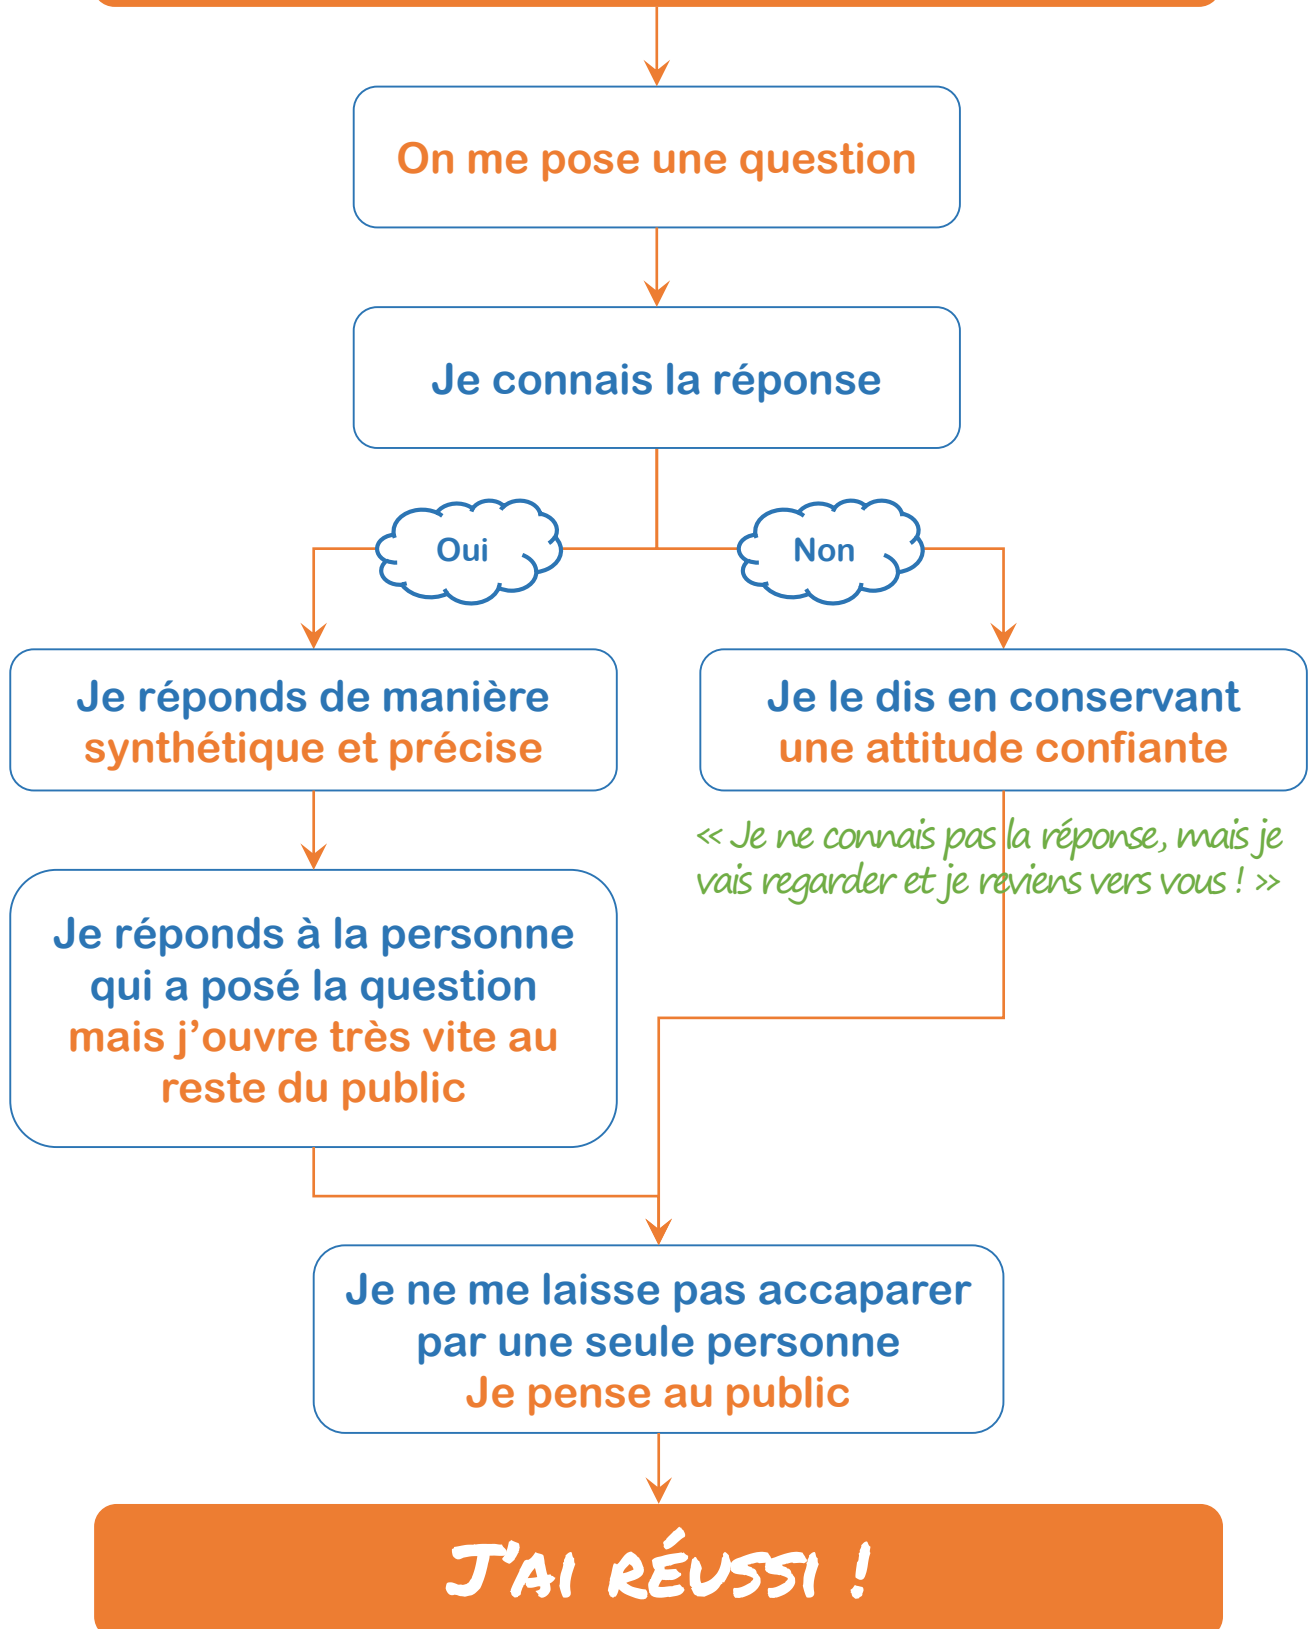 On me pose une question
Je connais la réponse
Oui
Non
Je réponds de manière
synthétique et précise
Je le dis en conservant
une attitude confiante
« Je ne connais pas la réponse, mais je
vais regarder et je reviens vers vous ! »
Je réponds à la personne
qui a posé la question
mais j’ouvre très vite au
reste du public
Je ne me laisse pas accaparer
par une seule personne
Je pense au public
J’ai réussi !